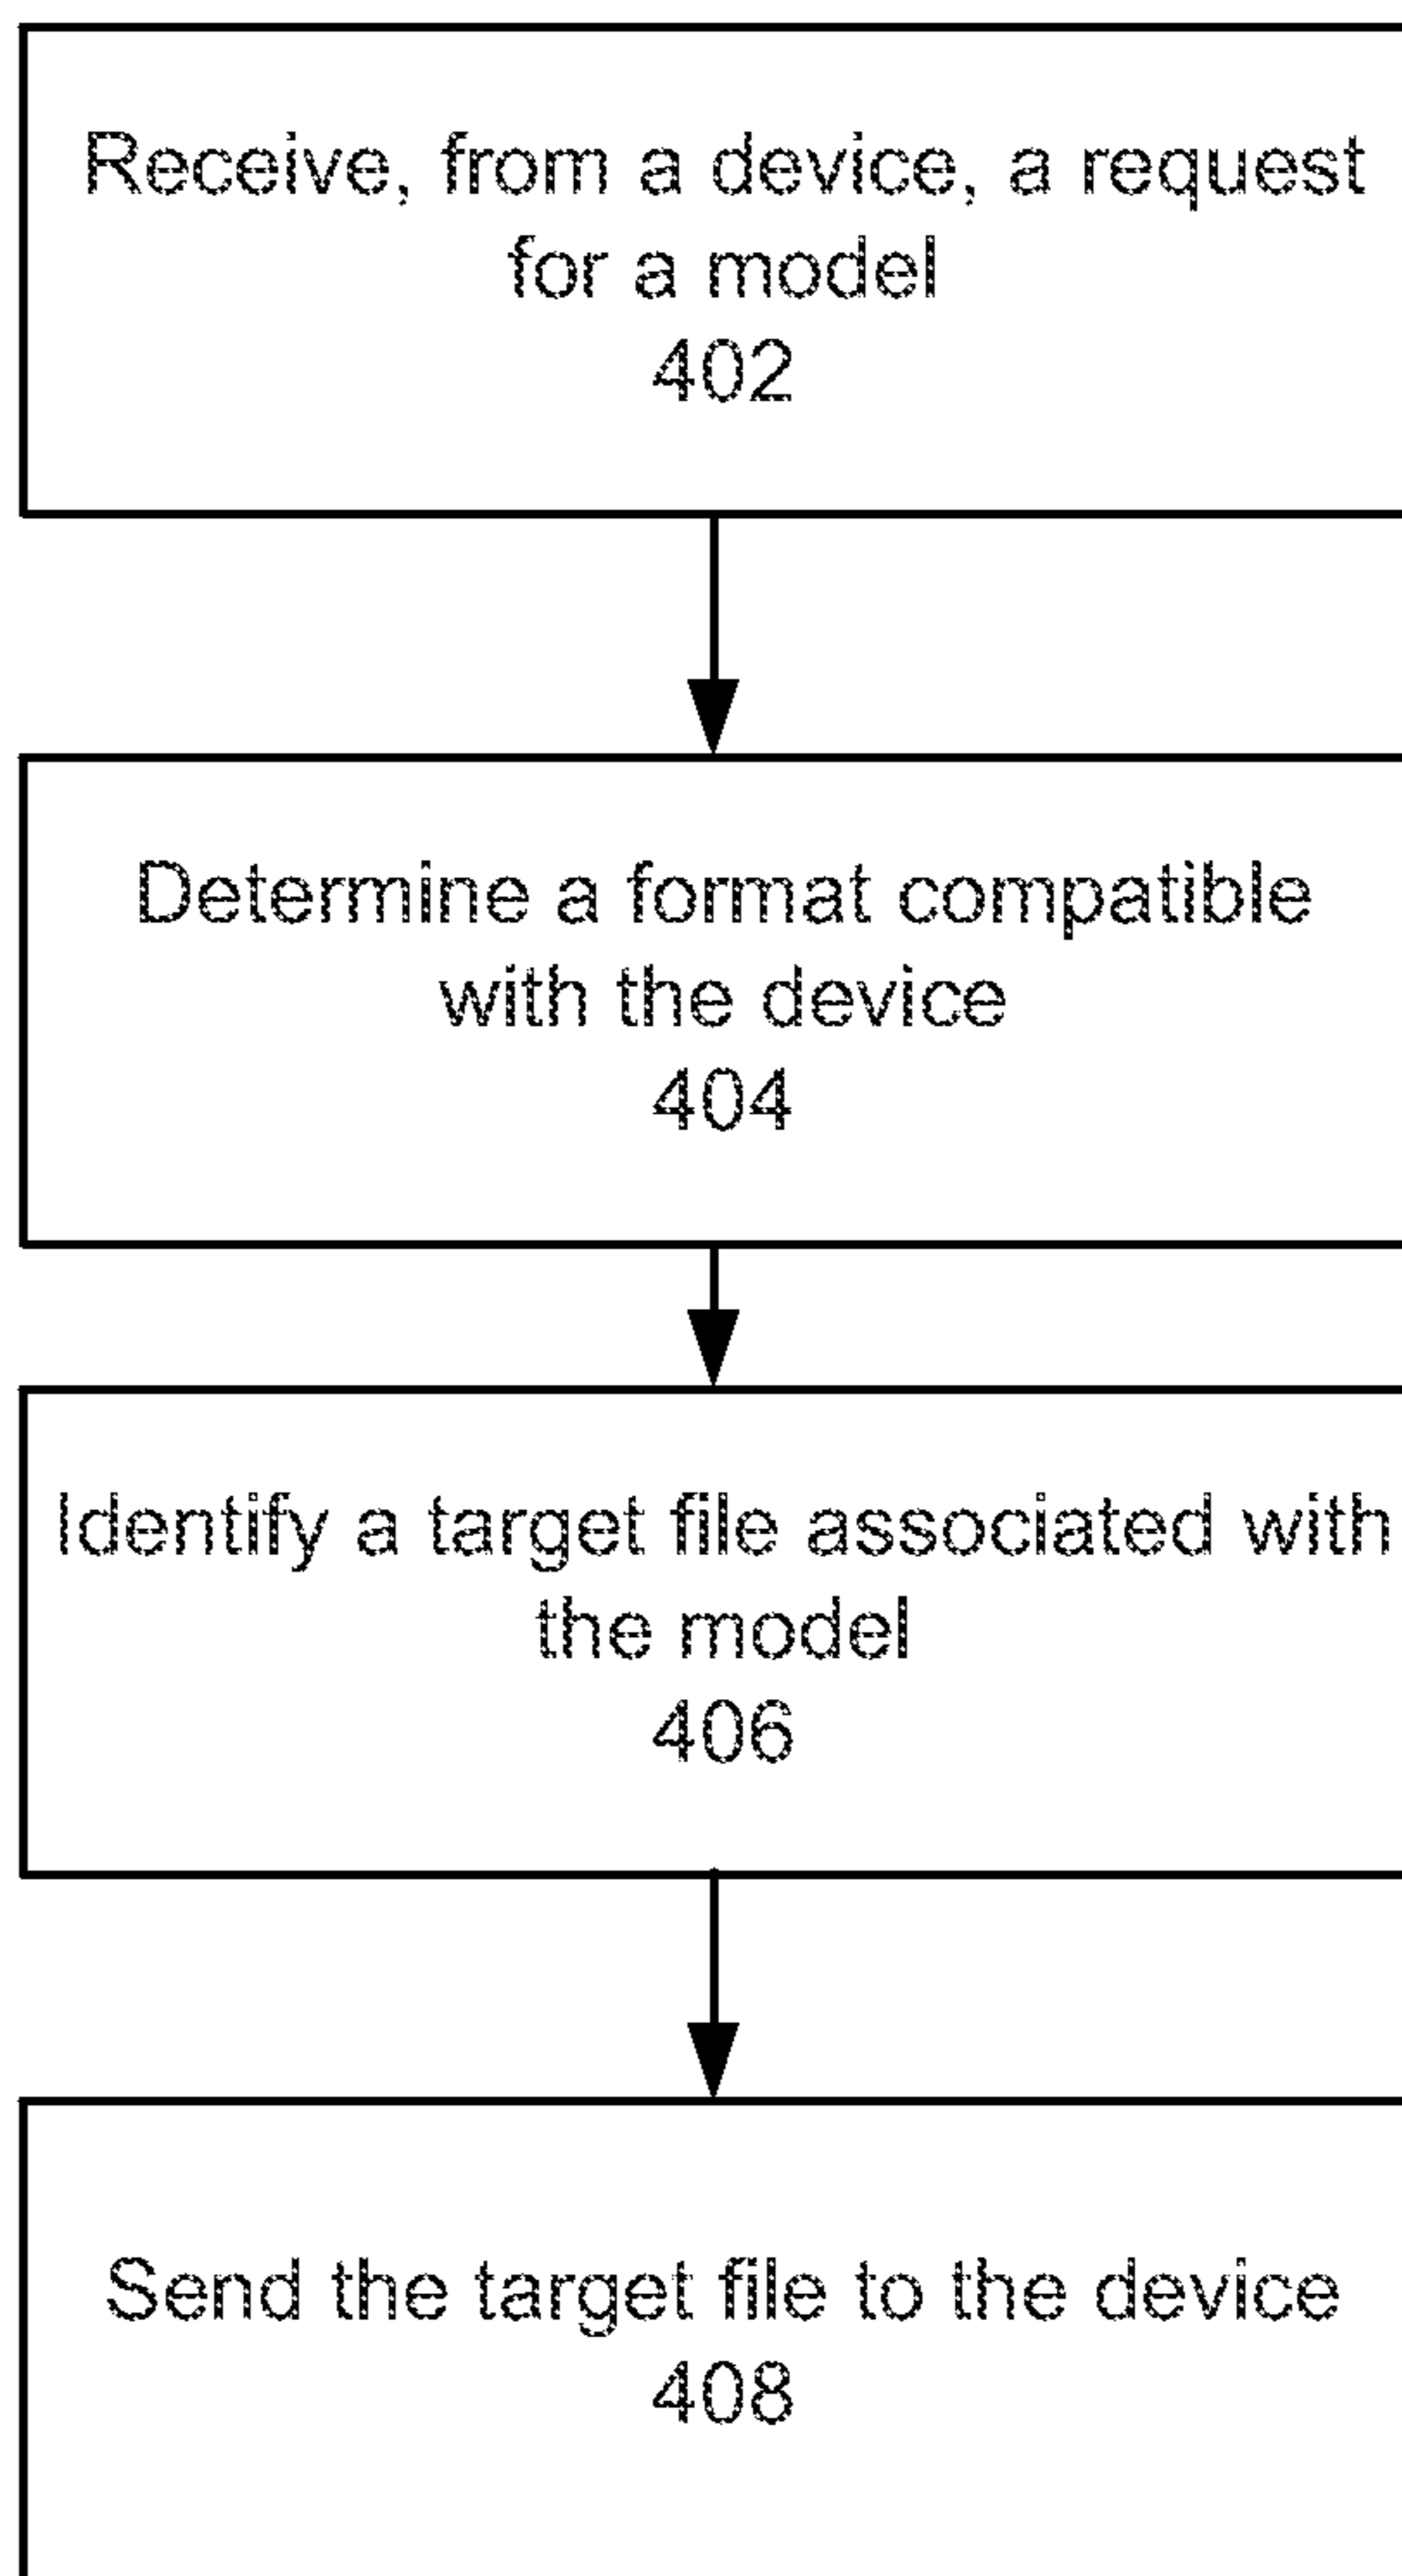 Receive, from a device, a request
for a model
402
Determine a format compatible
with the device
404
Identify a target file associated with
the model
406
Send the target file to the device
408